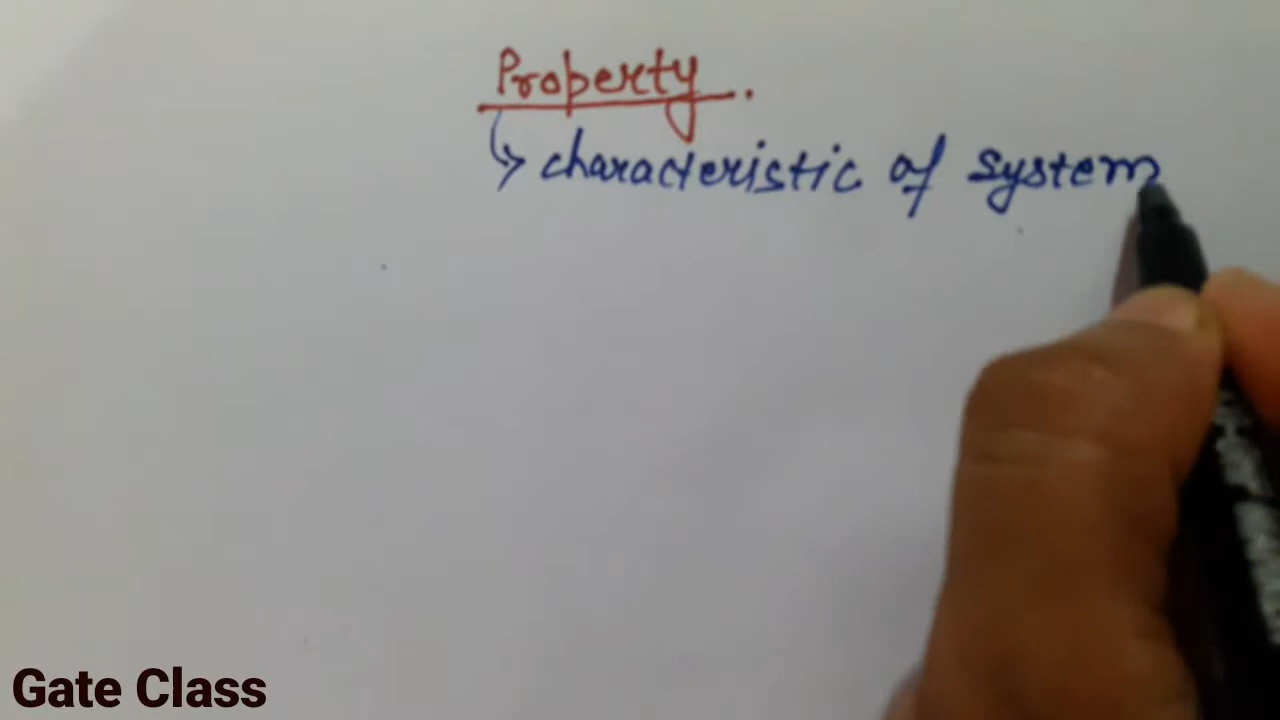 Property.
↳ characteristic of system
Gate Class